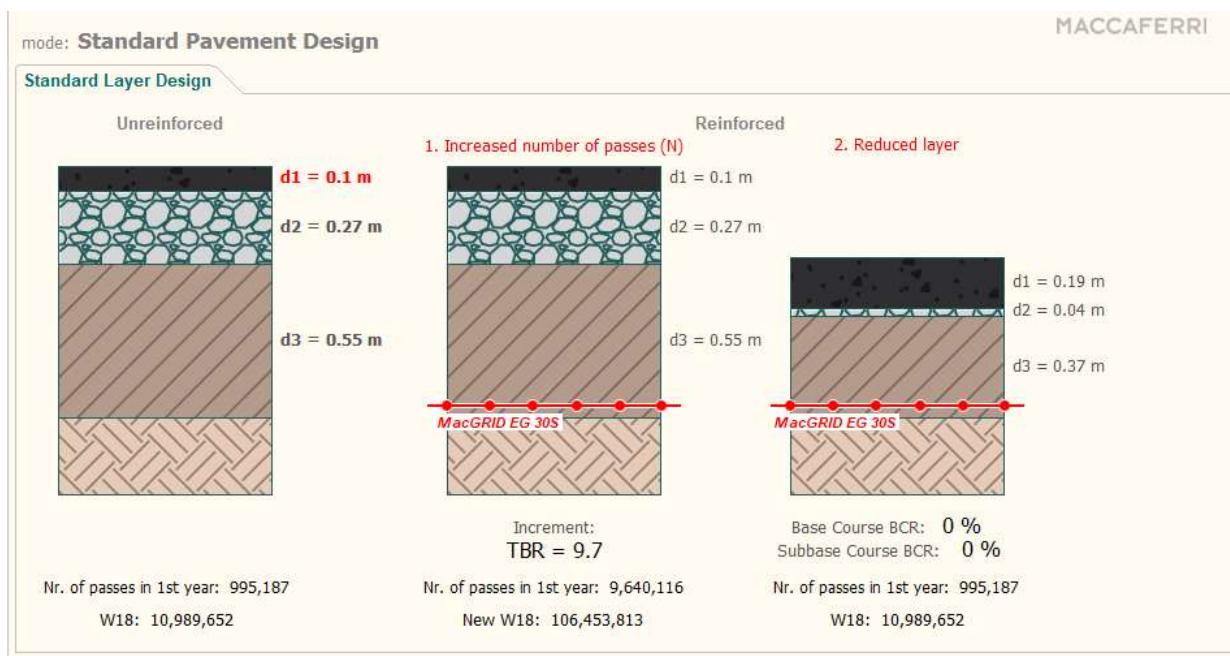 MACCAFERRI
mode: Standard Pavement Design
Standard Layer Design
Unreinforced
Reinforced
1. Increased number of passes (N)
2. Reduced layer
d1 = 0.1 m
d2 = 0.27 m
d3 = 0.55 m
d1 = 0.1 m
d2 = 0.27 m
d3 = 0.55 m
MacGRID EG 30S
d1 = 0.19 m
d2 = 0.04 m
d3 = 0.37 m
MacGRID EG 30S
Increment:
TBR = 9.7
Base Course BCR: 0 %
Subbase Course BCR: 0 %
Nr. of passes in 1st year: 995,187
W18: 10,989,652
Nr. of passes in 1st year: 9,640,116
New W18: 106,453,813
Nr. of passes in 1st year: 995,187
W18: 10,989,652